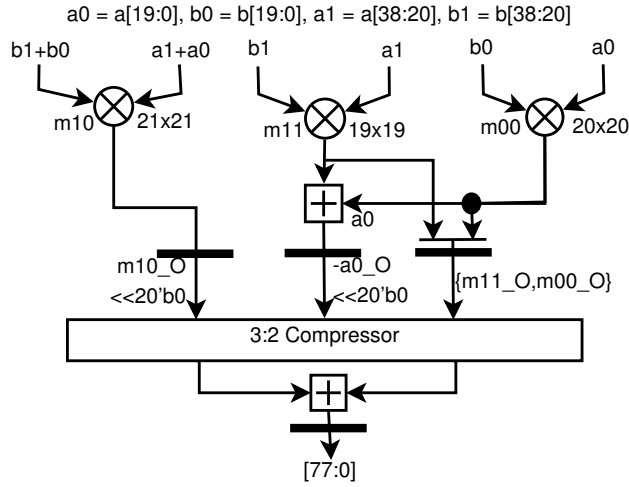 a0 = a[19:0], b0 = b[19:0], a1 = a[38:20], b1 = b[38:20]
b1+b0 a1+a0 b1 a1 b0 a0
m10 21x21 m11 19x19 m00 20x20
a0
m10_O -a0_O {m11_O,m00_O}
<<20'b0 <<20'b0
3:2 Compressor
[77:0]